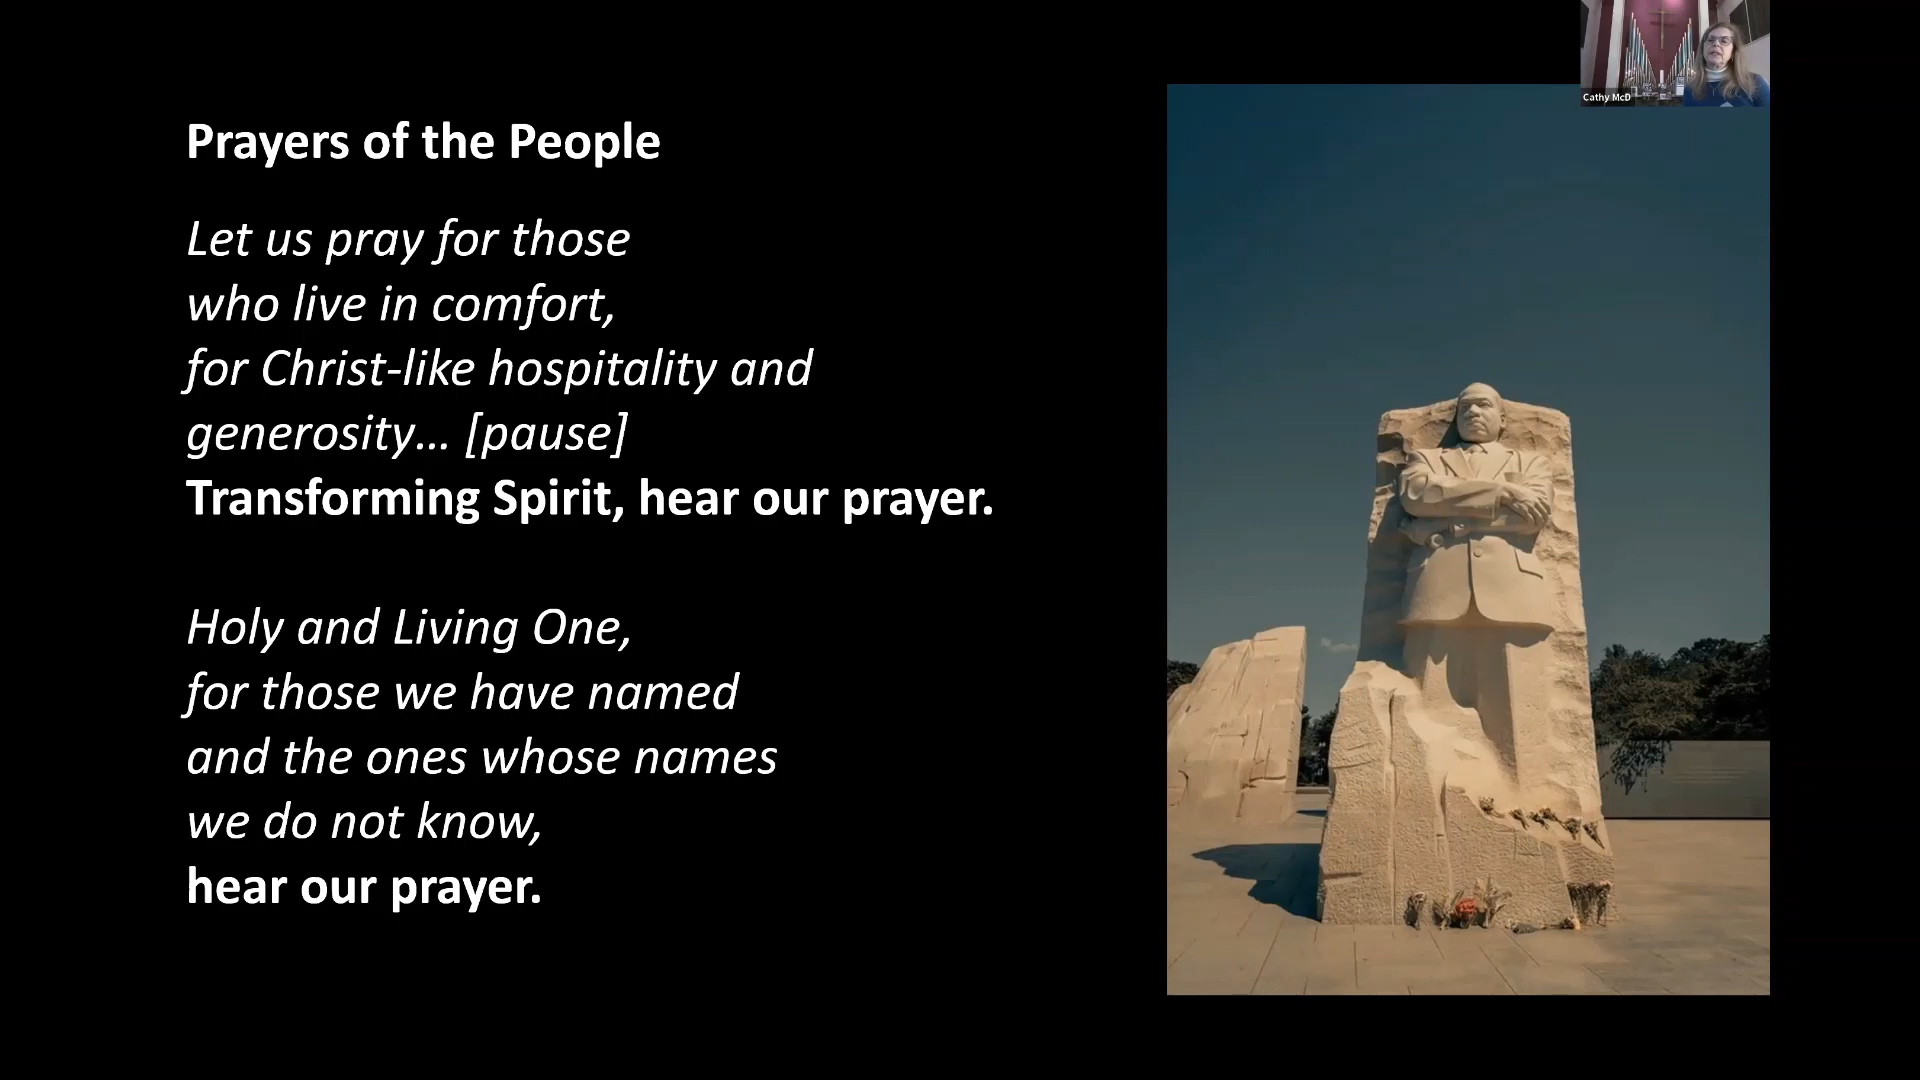 Cathy McD
Prayers of the People
Let us pray for those
who live in comfort,
for Christ-like hospitality and
generosity... [pause]
Transforming Spirit, hear our prayer.
Holy and Living One,
for those we have named
and the ones whose names
we do not know,
hear our prayer.